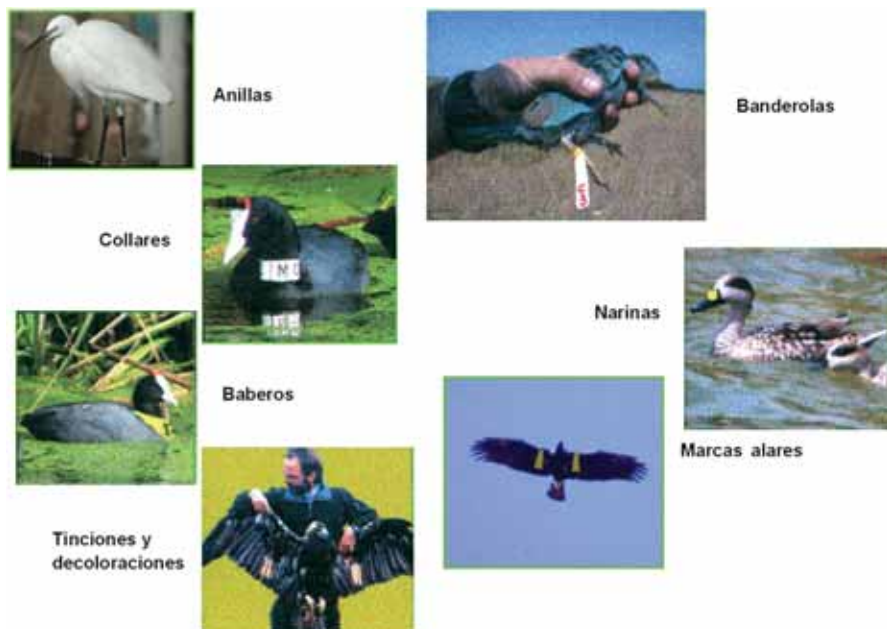 Anillas
Banderolas
Collares
Narinas
Baberos
Marcas alares
Tinciones y
decoloraciones